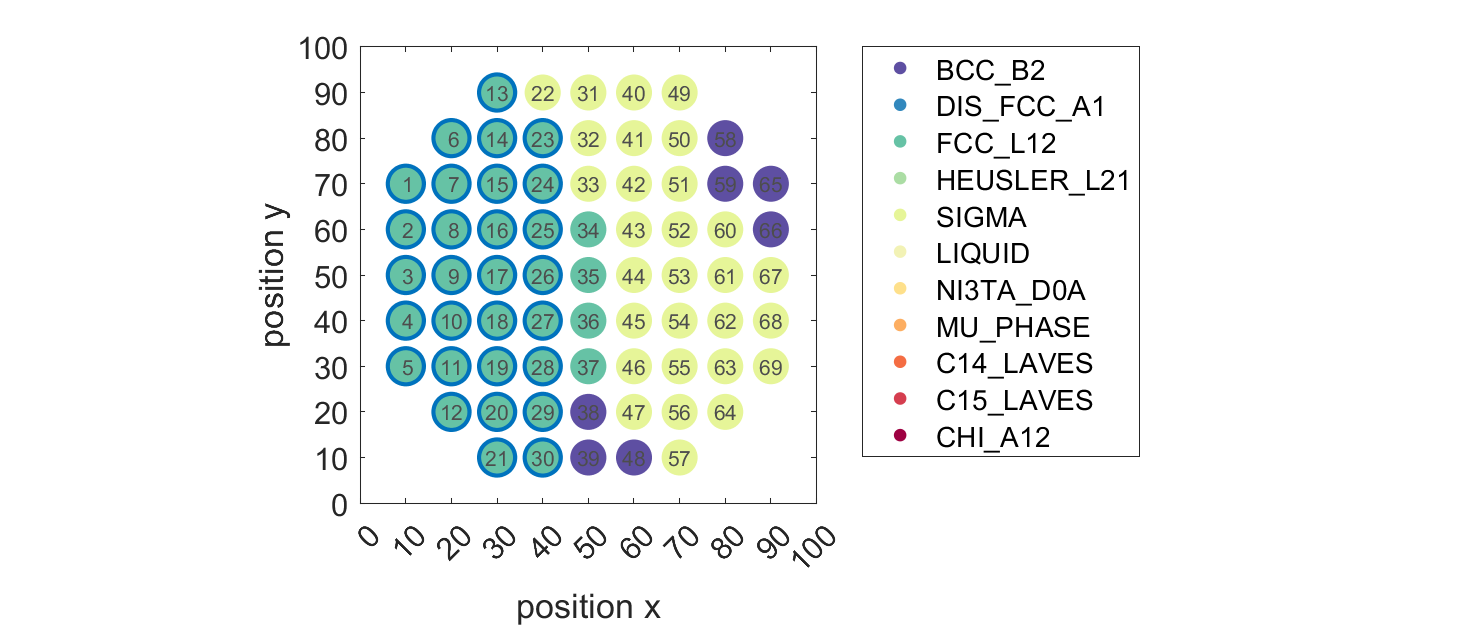 100
90
80
70
60
50
40
30
20
10
0
position y
13 22 31 40 49
6 14 23 32 41 50 58
1 7 15 24 33 42 51 59 65
2 8 16 25 34 43 52 60 66
3 9 17 26 35 44 53 61 67
4 10 18 27 36 45 54 62 68
5 11 19 28 37 46 55 63 69
12 20 29 38 47 56 64
21 30 39 48 57
0 10 20 30 40 50 60 70 80 90 100
position x
BCC_B2
DIS_FCC_A1
FCC_L12
HEUSLER_L21
SIGMA
LIQUID
NI3TA_D0A
MU_PHASE
C14_LAVES
C15_LAVES
CHI_A12